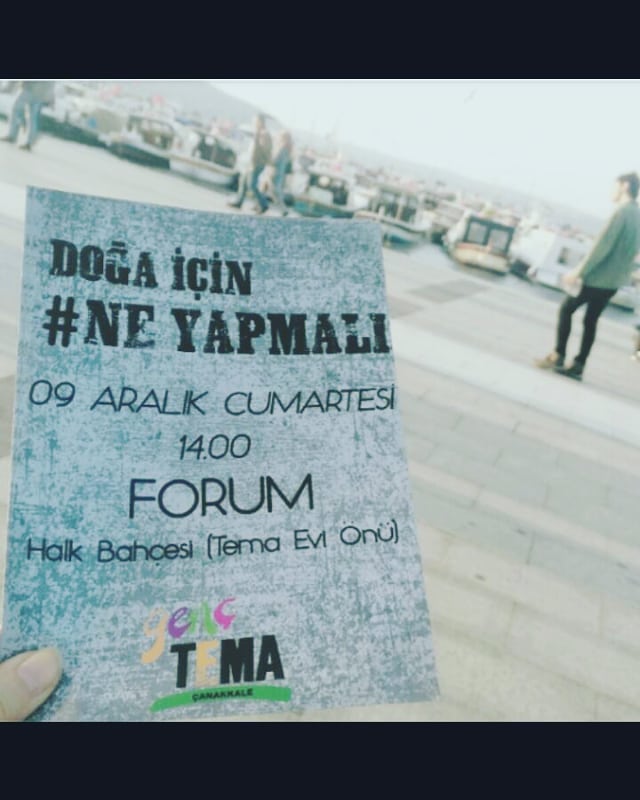 DOĞA İÇİN
#NE YAPMALI
09 ARALIK CUMARTESİ
14.00
FORUM
Halk Bahçesi (Tema Evi Önü)
genç
TEMA
ÇANAKKALE